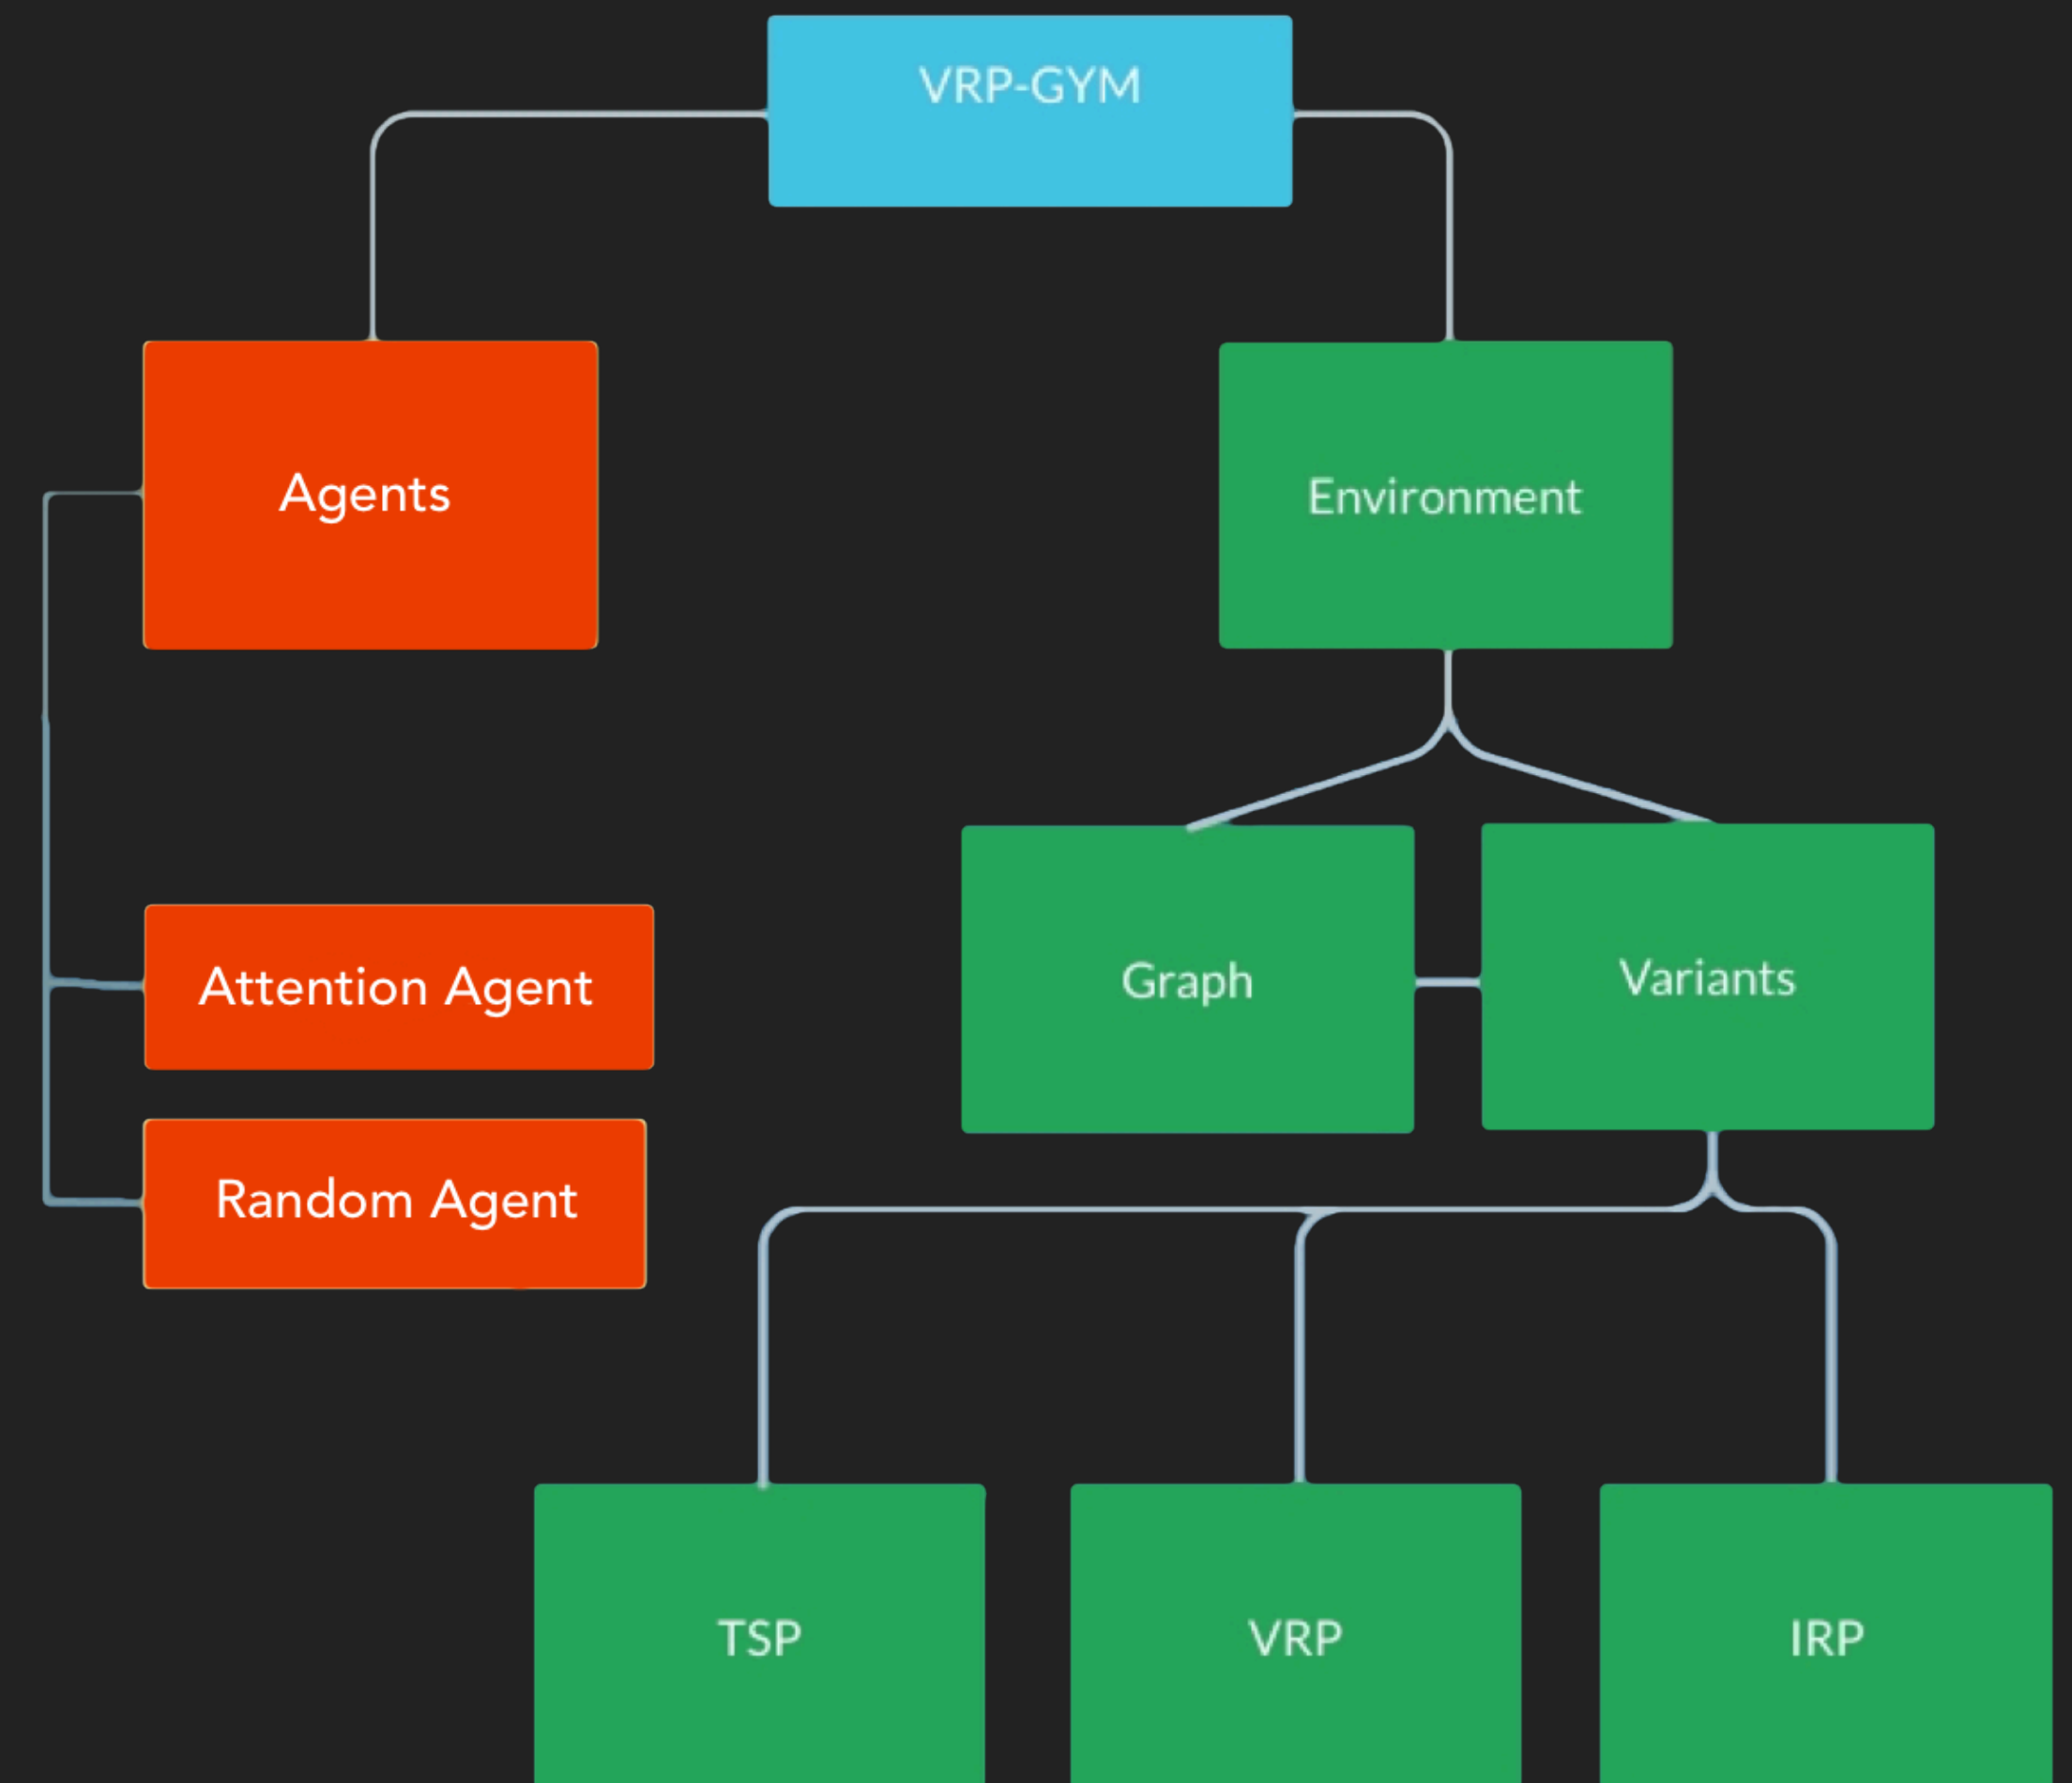 VRP-GYM
Agents
Environment
Attention Agent
Graph
Variants
Random Agent
TSP
VRP
IRP